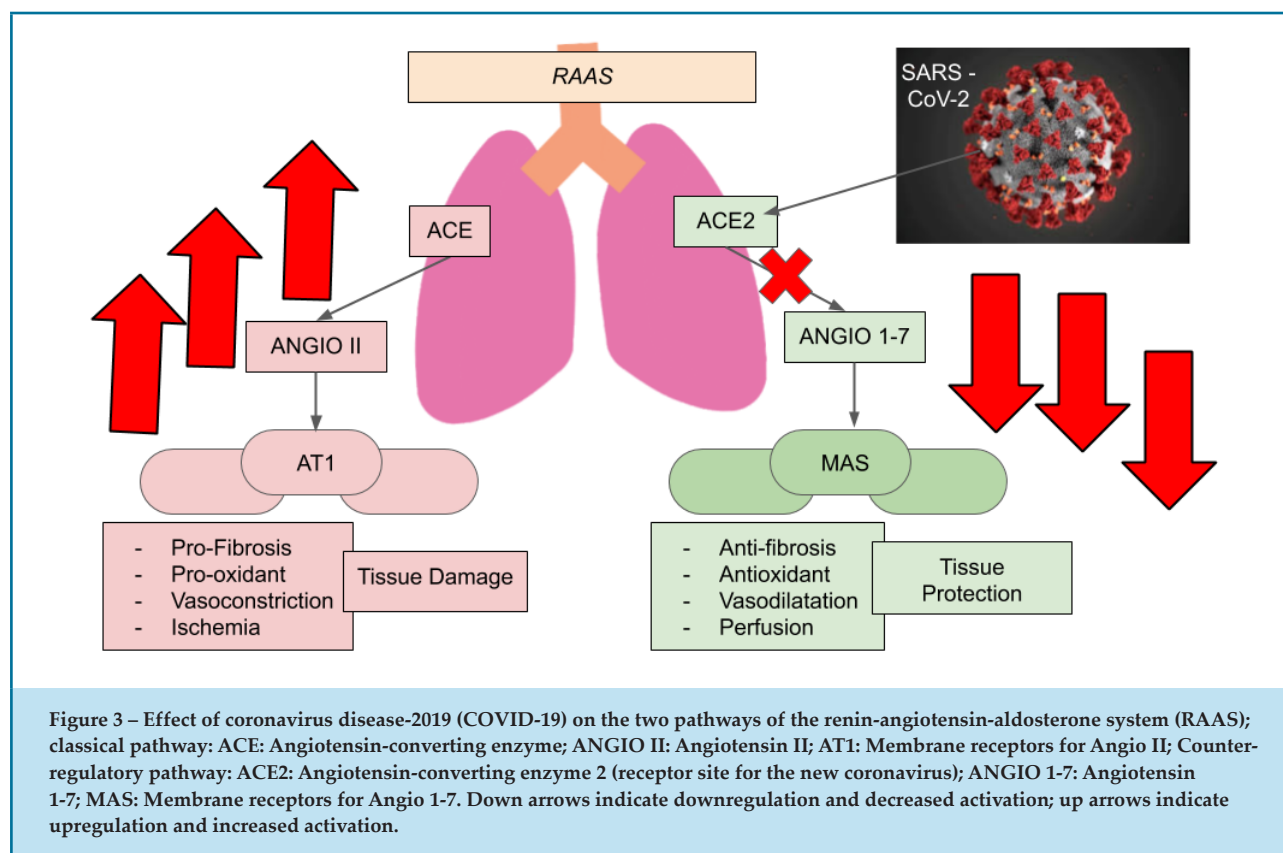 RAAS
SARS -
CoV-2
ACE
ACE2
ANGIO II
ANGIO 1-7
AT1
MAS
- Pro-Fibrosis
- Pro-oxidant
- Vasoconstriction
- Ischemia
Tissue Damage
- Anti-fibrosis
- Antioxidant
- Vasodilatation
- Perfusion
Tissue
Protection
Figure 3 – Effect of coronavirus disease-2019 (COVID-19) on the two pathways of the renin-angiotensin-aldosterone system (RAAS);
classical pathway: ACE: Angiotensin-converting enzyme; ANGIO II: Angiotensin II; AT1: Membrane receptors for Angio II; Counter-
regulatory pathway: ACE2: Angiotensin-converting enzyme 2 (receptor site for the new coronavirus); ANGIO 1-7: Angiotensin
1-7; MAS: Membrane receptors for Angio 1-7. Down arrows indicate downregulation and decreased activation; up arrows indicate
upregulation and increased activation.